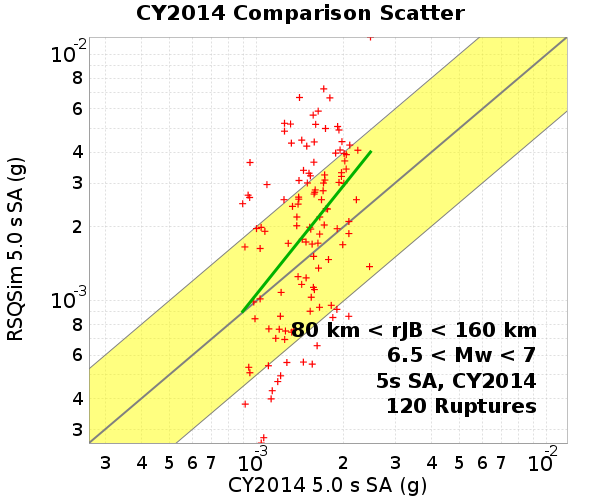 CY2014 Comparison Scatter
10⁻²
8
6
4
3
2
10⁻³
8
6
4
3
RSQSim 5.0 s SA (g)
80 km < rJB < 160 km
6.5 < Mw < 7
5s SA, CY2014
120 Ruptures
3 4 5 6 7 10⁻³ 2 3 4 5 6 7 10⁻²
CY2014 5.0 s SA (g)